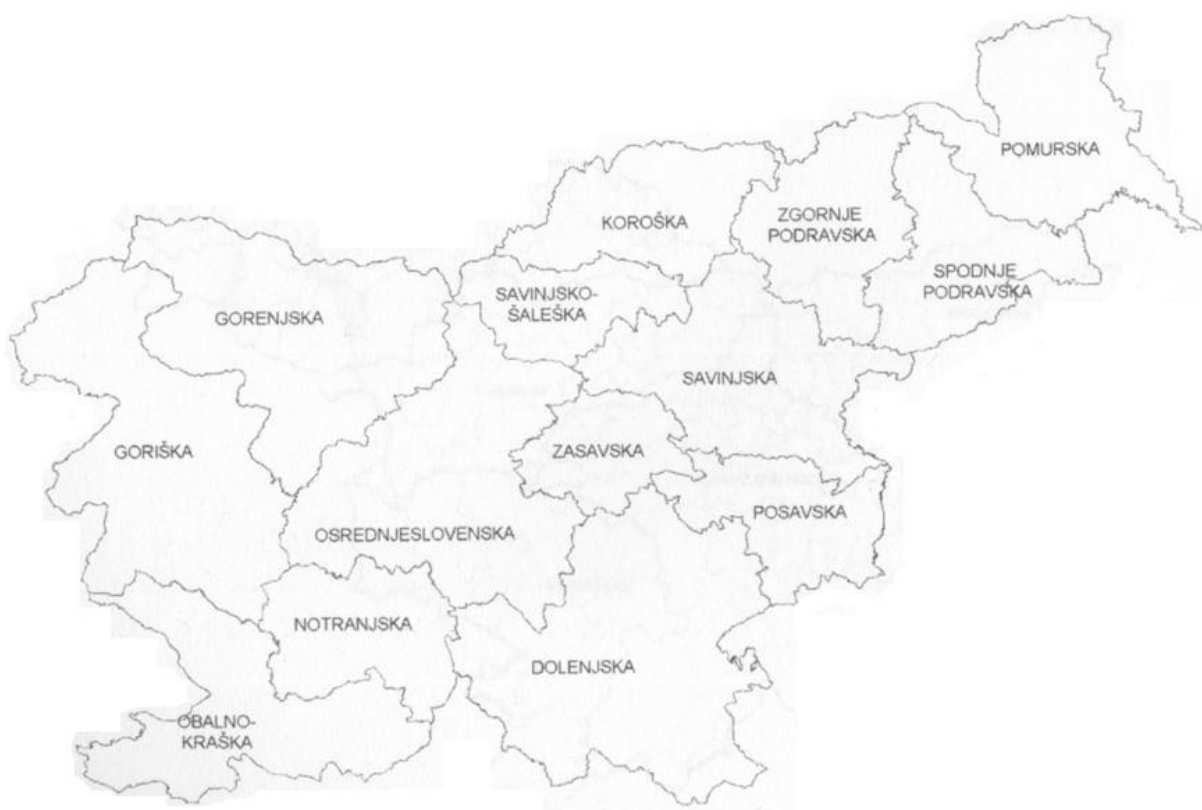 POMURSKA
KOROŠKA
ZGORNJE
PODRAVSKA
SPODNJE
PODRAVSKA
SAVINJSKO-
ŠALEŠKA
GORENJSKA
SAVINJSKA
GORIŠKA
ZASAVSKA
POSAVSKA
OSREDNJESLOVENSKA
NOTRANJSKA
DOLENJSKA
OBALNO-
KRAŠKA